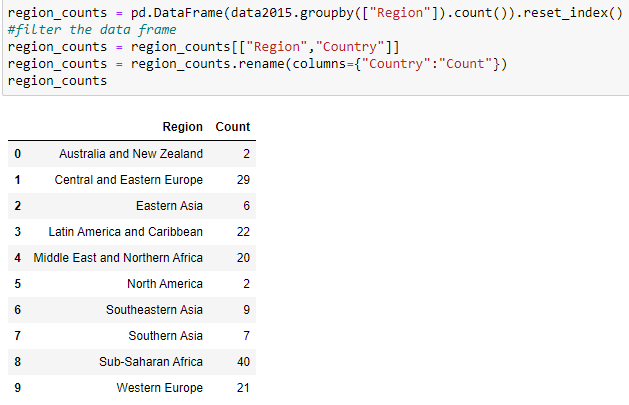 region_counts = pd.DataFrame(data2015.groupby(["Region"]).count()).reset_index()
#filter the data frame
region_counts = region_counts[["Region","Country"]]
region_counts = region_counts.rename(columns={"Country":"Count"})
region_counts
Region Count
0 Australia and New Zealand 2
1 Central and Eastern Europe 29
2 Eastern Asia 6
3 Latin America and Caribbean 22
4 Middle East and Northern Africa 20
5 North America 2
6 Southeastern Asia 9
7 Southern Asia 7
8 Sub-Saharan Africa 40
9 Western Europe 21